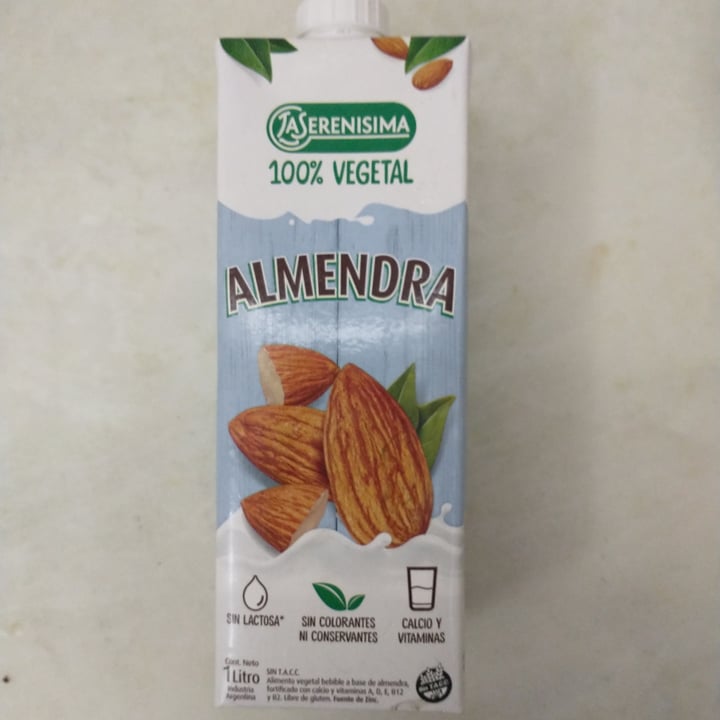 LA SERENISIMA
100% VEGETAL
ALMENDRA
SIN LACTOSA*
SIN COLORANTES
NI CONSERVANTES
CALCIO Y
VITAMINAS
Cont. Neto
1 Litro
Industria
Argentina
SIN T.A.C.C.
Alimento vegetal bebible a base de almendra,
fortificado con calcio y vitaminas A, D, E, B12
y B2. Libre de gluten. Fuente de Zinc.
Sin T.A.C.C.